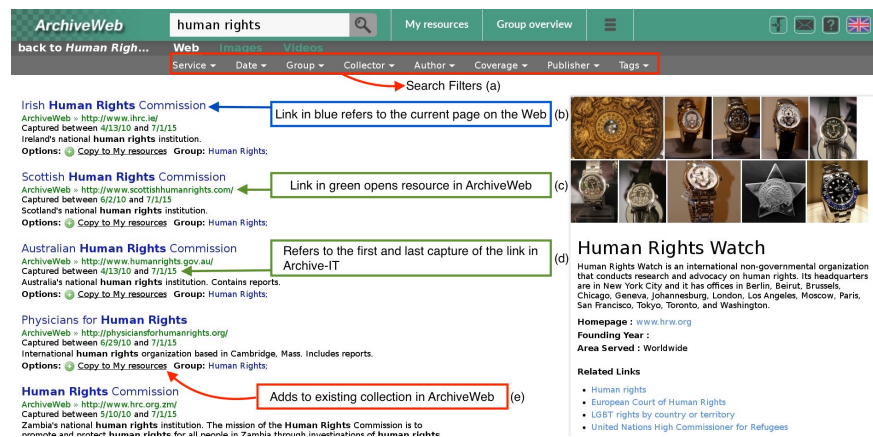 ArchiveWeb
human rights
My resources
Group overview
back to Human Righ...
Web Images Videos
Service Date Group Collector Author Coverage Publisher Tags
Search Filters (a)
Irish Human Rights Commission
ArchiveWeb » http://www.ihrc.ie/
Captured between 4/13/10 and 7/1/15
Ireland's national human rights institution.
Options: Copy to My resources Group: Human Rights;
Link in blue refers to the current page on the Web (b)
Scottish Human Rights Commission
ArchiveWeb » http://www.scottishhumanrights.com/
Captured between 6/2/10 and 7/1/15
Scotland's national human rights institution.
Options: Copy to My resources Group: Human Rights;
Link in green opens resource in ArchiveWeb (c)
Australian Human Rights Commission
ArchiveWeb » http://www.humanrights.gov.au/
Captured between 4/13/10 and 7/1/15
Australia's national human rights institution. Contains reports.
Options: Copy to My resources Group: Human Rights;
Refers to the first and last capture of the link in
Archive-IT
(d)
Physicians for Human Rights
ArchiveWeb » http://physiciansforhumanrights.org/
Captured between 6/29/10 and 7/1/15
International human rights organization based in Cambridge, Mass. Includes reports.
Options: Copy to My resources Group: Human Rights;
Adds to existing collection in ArchiveWeb (e)
Human Rights Commission
ArchiveWeb » http://www.hrc.org.zm/
Captured between 5/10/10 and 7/1/15
Zambia's national human rights institution. The mission of the Human Rights Commission is to
promote and protect human rights for all people in Zambia through investigations of human rights
Human Rights Watch
Human Rights Watch is an international non-governmental organization
that conducts research and advocacy on human rights. Its headquarters
are in New York City and it has offices in Berlin, Beirut, Brussels,
Chicago, Geneva, Johannesburg, London, Los Angeles, Moscow, Paris,
San Francisco, Tokyo, Toronto, and Washington.
Homepage : www.hrw.org
Founding Year :
Area Served : Worldwide
Related Links
• Human rights
• European Court of Human Rights
• LGBT rights by country or territory
• United Nations High Commissioner for Refugees